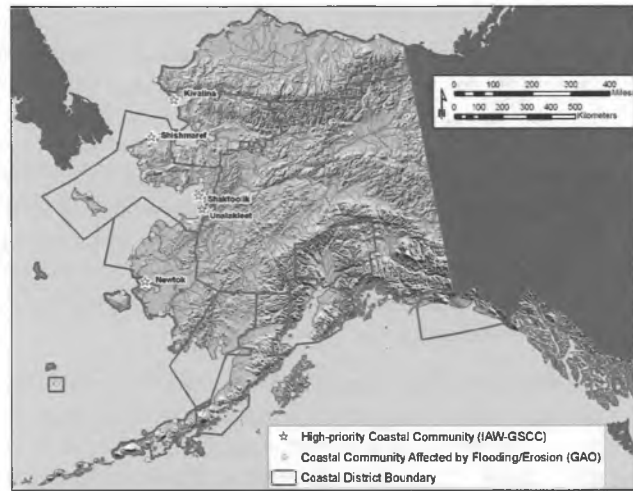 0 100 200 300 400
Miles
0 100 200 300 400 500
Kilometers
Kivalina
Shishmaref
Shaktoolik
Unalakleet
Newtok
High-priority Coastal Community (IAW-GSCC)
Coastal Community Affected by Flooding/Erosion (GAO)
Coastal District Boundary